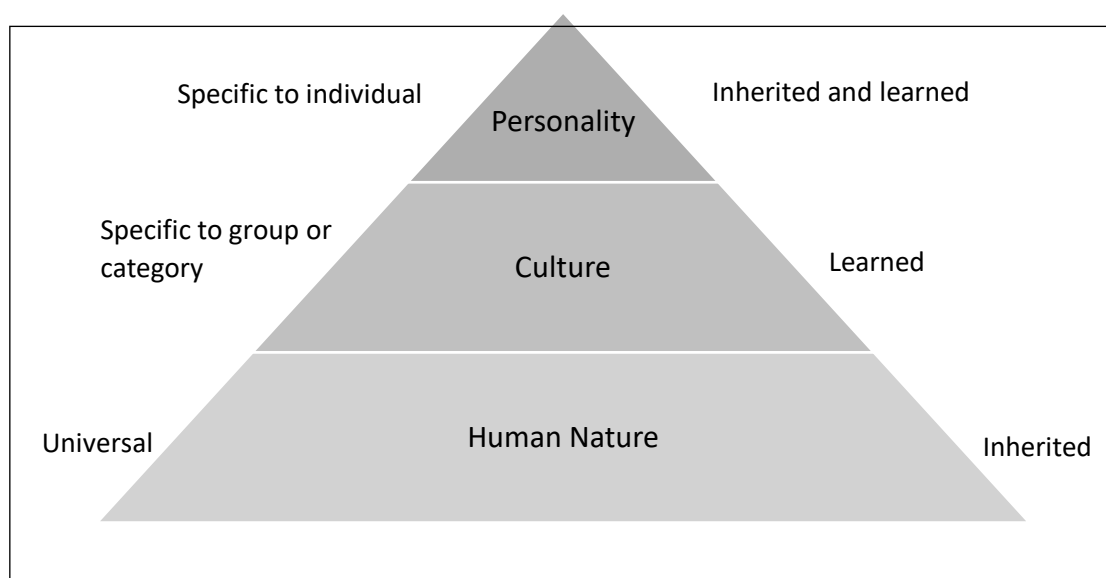 Specific to individual
Personality
Inherited and learned
Specific to group or
category
Culture
Learned
Universal
Human Nature
Inherited